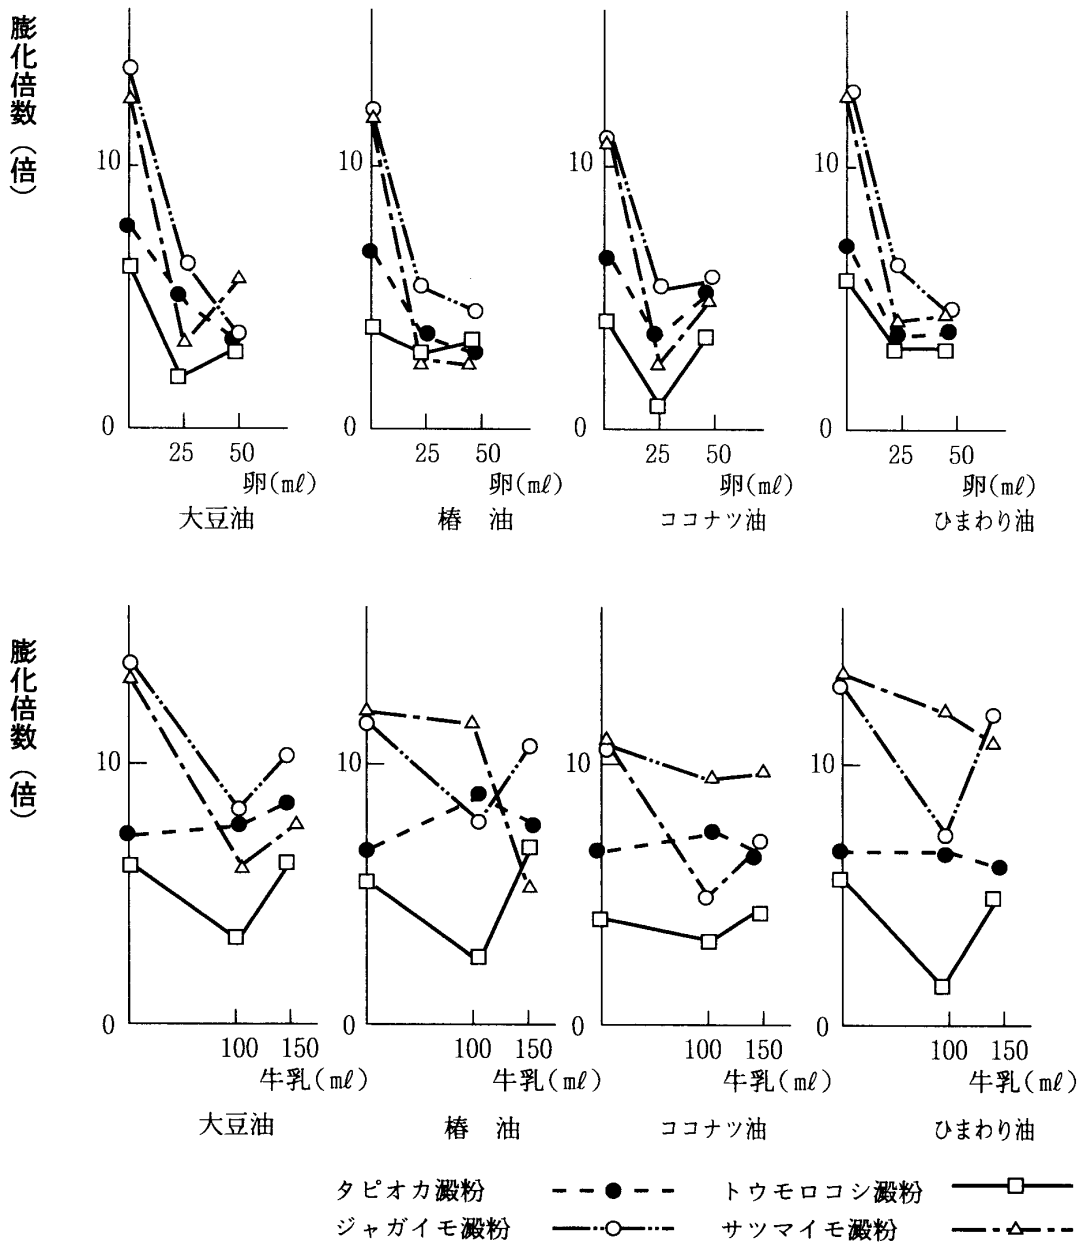 膨化倍数（倍）
10
0
25 50
卵(mℓ)
大豆油
10
0
25 50
卵(mℓ)
椿 油
10
0
25 50
卵(mℓ)
ココナツ油
10
0
25 50
卵(mℓ)
ひまわり油
膨化倍数（倍）
10
0
100 150
牛乳(mℓ)
大豆油
10
0
100 150
牛乳(mℓ)
椿 油
10
0
100 150
牛乳(mℓ)
ココナツ油
10
0
100 150
牛乳(mℓ)
ひまわり油
タピオカ澱粉
トウモロコシ澱粉
ジャガイモ澱粉
サツマイモ澱粉